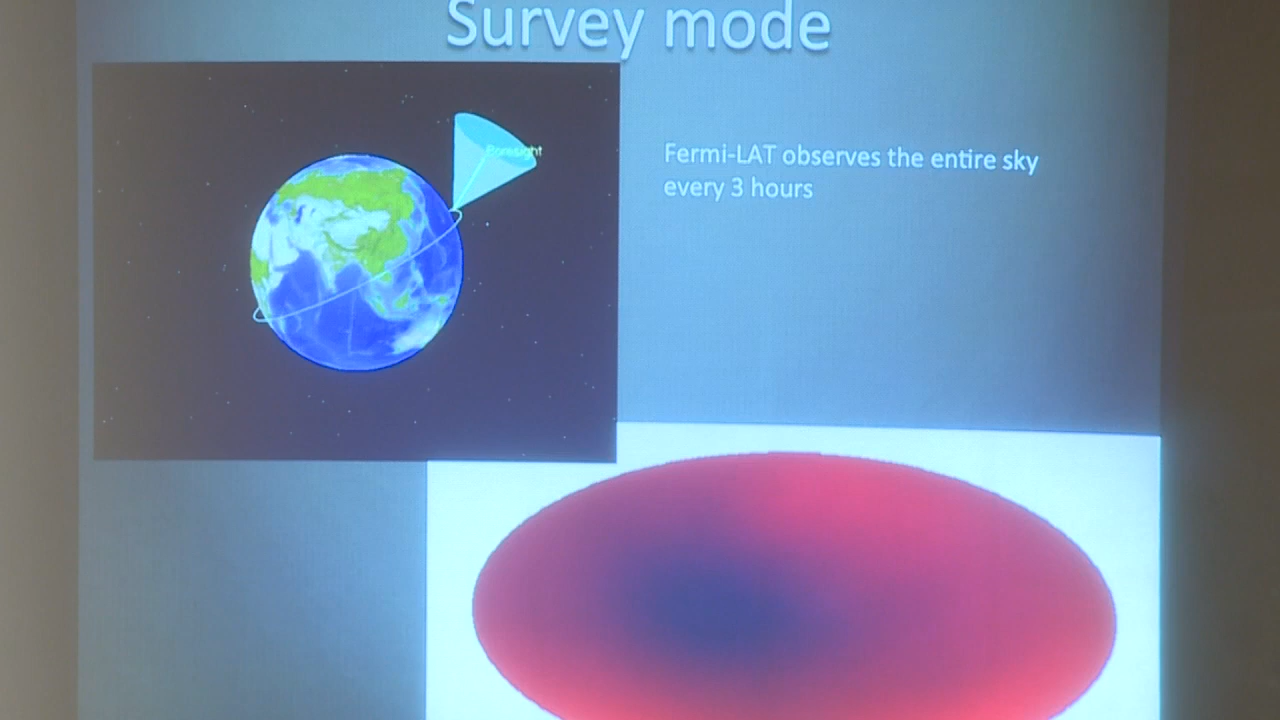 Survey mode
Boresight
Fermi-LAT observes the entire sky
every 3 hours